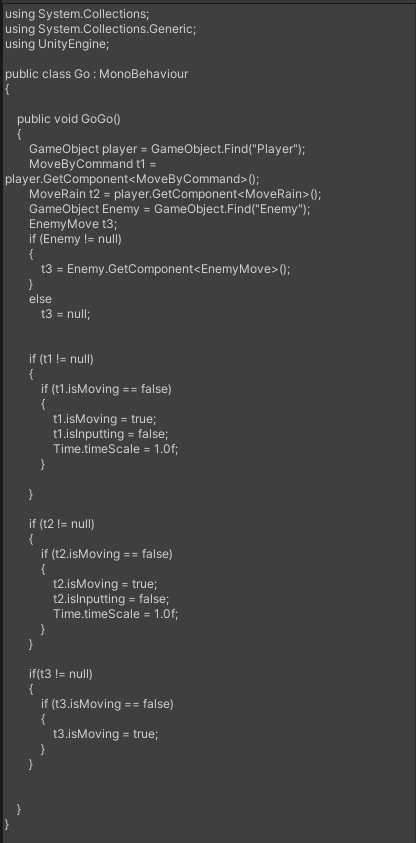 using System.Collections;
using System.Collections.Generic;
using UnityEngine;

public class Go : MonoBehaviour
{

    public void GoGo()
    {
        GameObject player = GameObject.Find("Player");
        MoveByCommand t1 =
player.GetComponent<MoveByCommand>();
        MoveRain t2 = player.GetComponent<MoveRain>();
        GameObject Enemy = GameObject.Find("Enemy");
        EnemyMove t3;
        if (Enemy != null)
        {
            t3 = Enemy.GetComponent<EnemyMove>();
        }
        else
            t3 = null;


        if (t1 != null)
        {
            if (t1.isMoving == false)
            {
                t1.isMoving = true;
                t1.isInputting = false;
                Time.timeScale = 1.0f;
            }

        }

        if (t2 != null)
        {
            if (t2.isMoving == false)
            {
                t2.isMoving = true;
                t2.isInputting = false;
                Time.timeScale = 1.0f;
            }
        }

        if(t3 != null)
        {
            if (t3.isMoving == false)
            {
                t3.isMoving = true;
            }
        }


    }
}